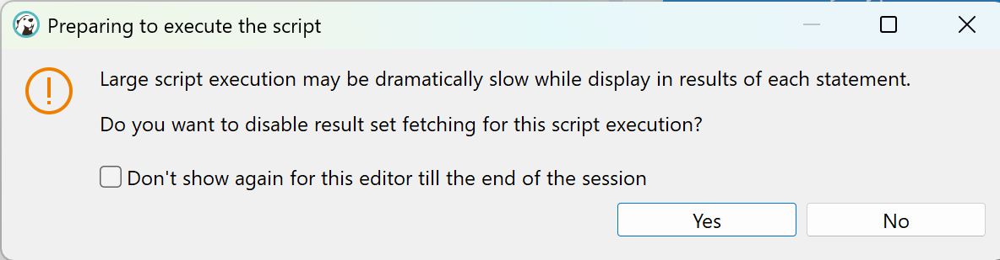 Preparing to execute the script
Large script execution may be dramatically slow while display in results of each statement.
Do you want to disable result set fetching for this script execution?
Don't show again for this editor till the end of the session
Yes
No